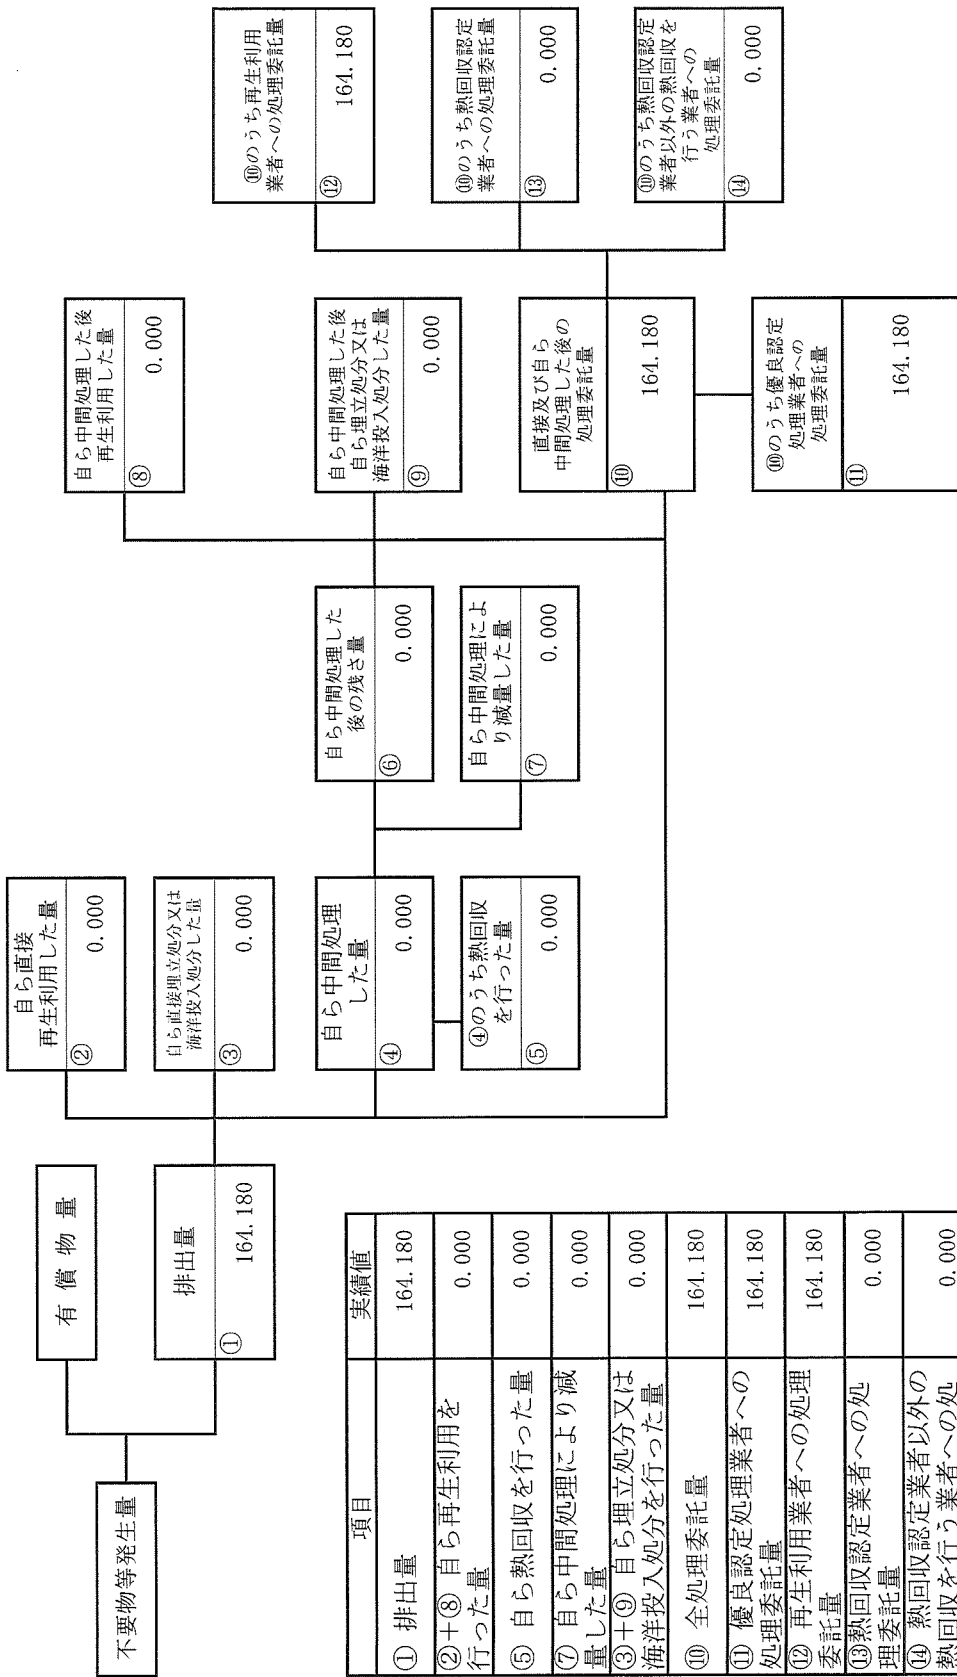 不要物等発生量
有償物量
排出量
① 164.180
自ら直接
再生利用した量
② 0.000
自ら直接埋立処分又は
海洋投入処分した量
③ 0.000
自ら中間処理
した量
④ 0.000
④のうち熱回収
を行った量
⑤ 0.000
自ら中間処理した
後の残さ量
⑥ 0.000
自ら中間処理によ
り減量した量
⑦ 0.000
自ら中間処理した後
再生利用した量
⑧ 0.000
自ら中間処理した後
自ら埋立処分又は
海洋投入処分した量
⑨ 0.000
直接及び自ら
中間処理した後の
処理委託量
⑩ 164.180
⑩のうち優良認定
処理業者への
処理委託量
⑪ 164.180
⑩のうち再生利用
業者への処理委託量
⑫ 164.180
⑩のうち熱回収認定
業者への処理委託量
⑬ 0.000
⑩のうち熱回収認定
業者以外の熱回収を
行う業者への
処理委託量
⑭ 0.000
項目 実績値
① 排出量 164.180
②+⑧ 自ら再生利用を
行った量 0.000
⑤ 自ら熱回収を行った量 0.000
⑦ 自ら中間処理により減
量した量 0.000
③+⑨ 自ら埋立処分又は
海洋投入処分を行った量 0.000
⑩ 全処理委託量 164.180
⑪ 優良認定処理業者への
処理委託量 164.180
⑫ 再生利用業者への処理
委託量 164.180
⑬熱回収認定業者への処
理委託量 0.000
⑭ 熱回収認定業者以外の
熱回収を行う業者への処 0.000